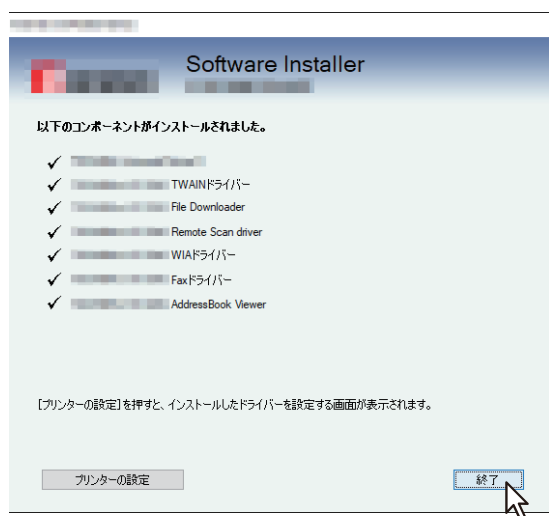 Software Installer
以下のコンポーネントがインストールされました。
TWAINドライバー
File Downloader
Remote Scan driver
WIAドライバー
Faxドライバー
AddressBook Viewer
[プリンターの設定]を押すと、インストールしたドライバーを設定する画面が表示されます。
プリンターの設定
終了